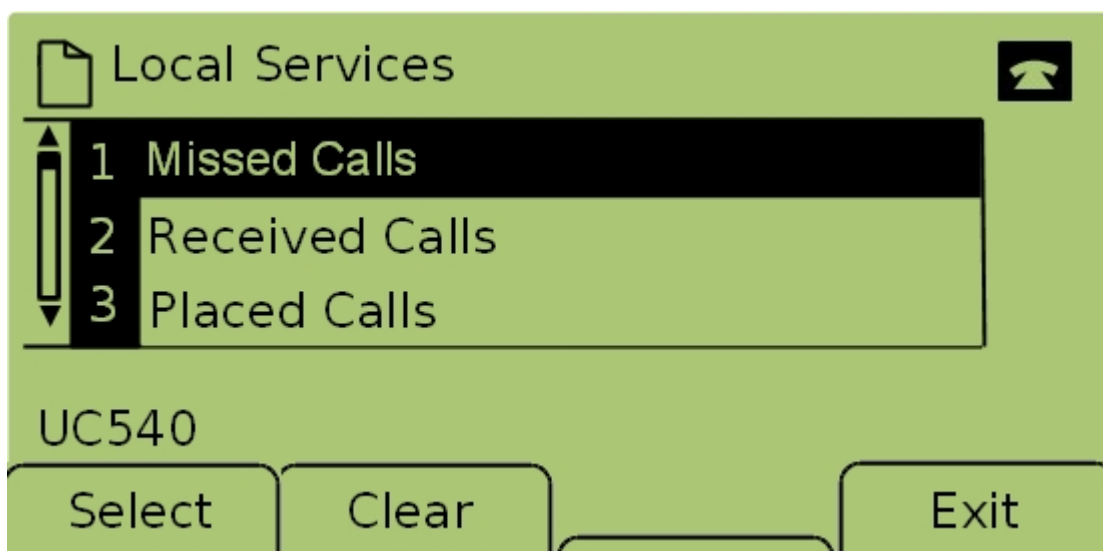 Local Services
1 Missed Calls
2 Received Calls
3 Placed Calls
UC540
Select Clear Exit